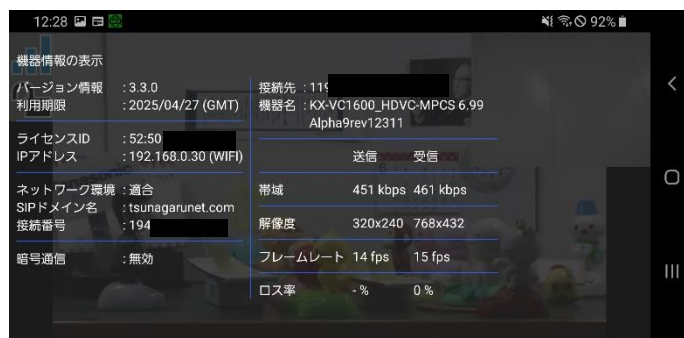 12:28 92%
機器情報の表示
バージョン情報 : 3.3.0
利用期限 : 2025/04/27 (GMT)
ライセンスID : 52:50
IPアドレス : 192.168.0.30 (WIFI)
ネットワーク環境 : 適合
SIPドメイン名 : tsunagarunet.com
接続番号 : 194
暗号通信 : 無効
接続先 : 119
機器名 : KX-VC1600_HDVC-MPCS 6.99
Alpha9rev12311
送信 受信
帯域 451 kbps 461 kbps
解像度 320x240 768x432
フレームレート 14 fps 15 fps
ロス率 - % 0 %